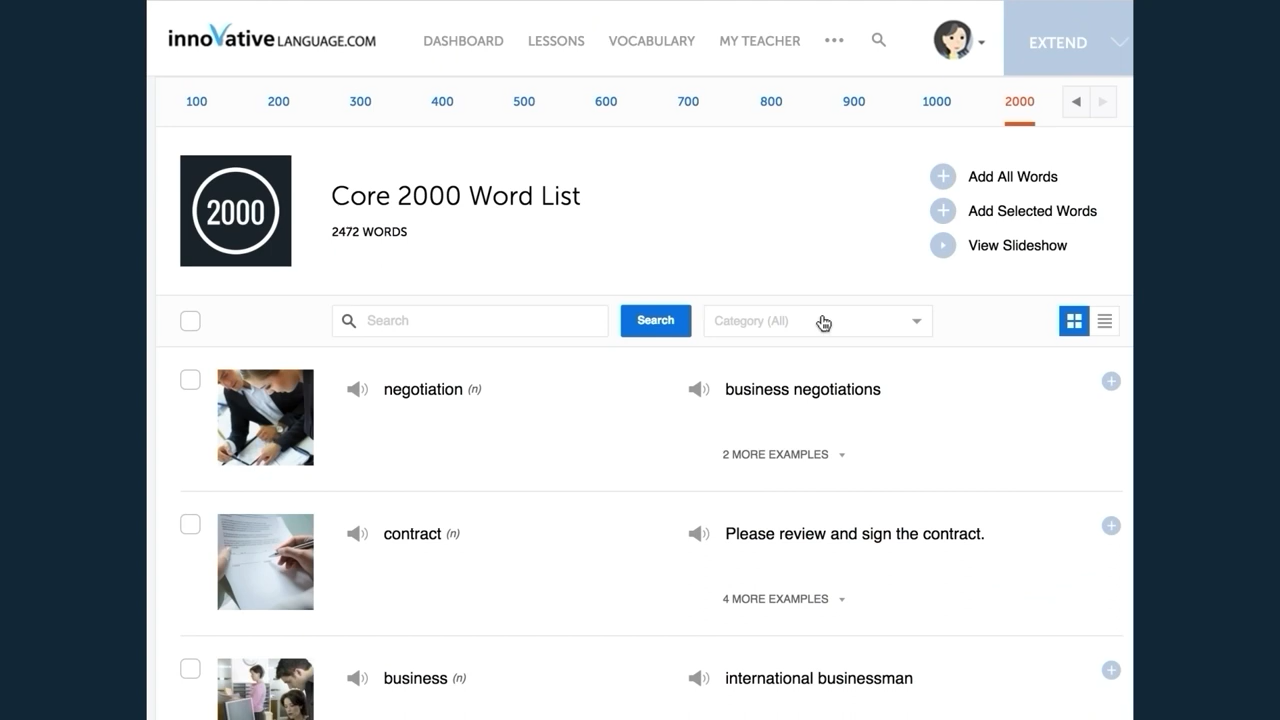 innoVative LANGUAGE.COM
DASHBOARD LESSONS VOCABULARY MY TEACHER ••• EXTEND
100 200 300 400 500 600 700 800 900 1000 2000
2000
Core 2000 Word List
2472 WORDS
Add All Words
Add Selected Words
View Slideshow
Search Search Category (All)
negotiation (n) business negotiations
2 MORE EXAMPLES
contract (n) Please review and sign the contract.
4 MORE EXAMPLES
business (n) international businessman